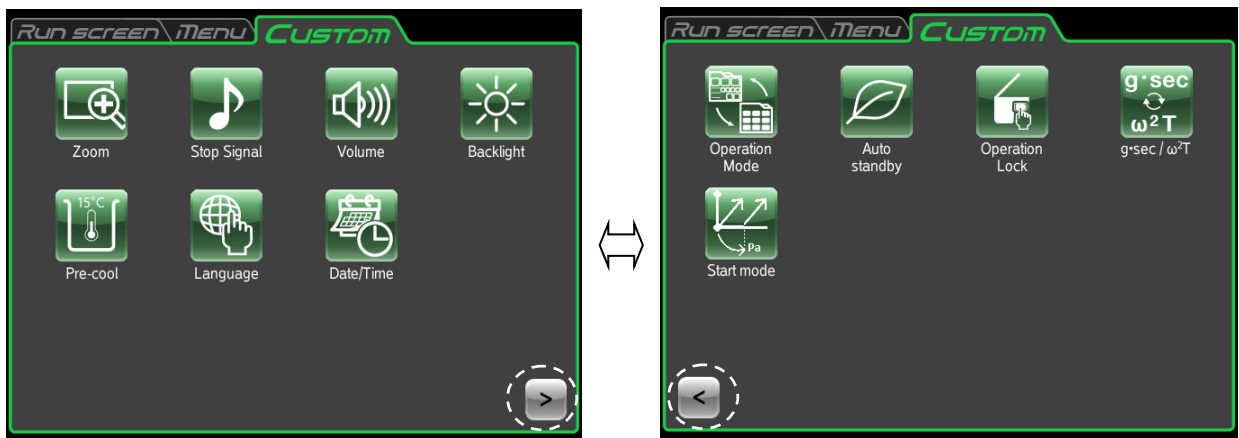 Run screen Menu Custom
Zoom Stop Signal Volume Backlight
15°C
Pre-cool Language Date/Time
>
Run screen Menu Custom
g·sec
ω²T
Operation Mode
Auto standby
Operation Lock
g•sec / ω²T
Pa
Start mode
<